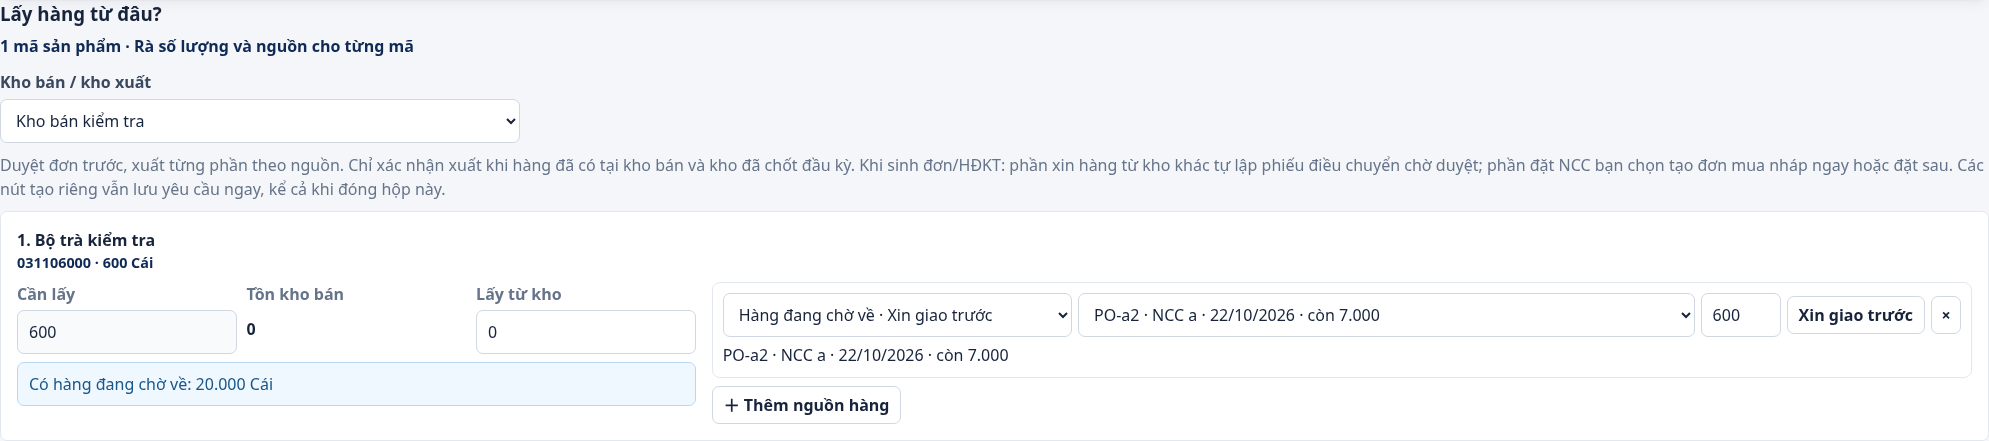 Lấy hàng từ đâu?
1 mã sản phẩm · Rà số lượng và nguồn cho từng mã
Kho bán / kho xuất
Kho bán kiểm tra
Duyệt đơn trước, xuất từng phần theo nguồn. Chỉ xác nhận xuất khi hàng đã có tại kho bán và kho đã chốt đầu kỳ. Khi sinh đơn/HĐKT: phần xin hàng từ kho khác tự lập phiếu điều chuyển chờ duyệt; phần đặt NCC bạn chọn tạo đơn mua nháp ngay hoặc đặt sau. Các
nút tạo riêng vẫn lưu yêu cầu ngay, kể cả khi đóng hộp này.
1. Bộ trà kiểm tra
031106000 · 600 Cái
Cần lấy Tồn kho bán Lấy từ kho
600 0 0
Có hàng đang chờ về: 20.000 Cái
Hàng đang chờ về · Xin giao trước PO-a2 · NCC a · 22/10/2026 · còn 7.000 600 Xin giao trước ×
PO-a2 · NCC a · 22/10/2026 · còn 7.000
+ Thêm nguồn hàng